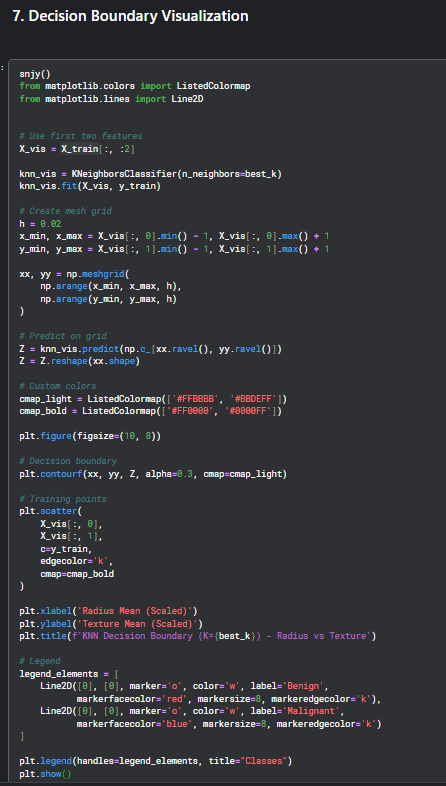 7. Decision Boundary Visualization
:
snjy()
from matplotlib.colors import ListedColormap
from matplotlib.lines import Line2D
# Use first two features
X_vis = X_train[:, :2]
knn_vis = KNeighborsClassifier(n_neighbors=best_k)
knn_vis.fit(X_vis, y_train)
# Create mesh grid
h = 0.02
x_min, x_max = X_vis[:, 0].min() - 1, X_vis[:, 0].max() + 1
y_min, y_max = X_vis[:, 1].min() - 1, X_vis[:, 1].max() + 1
xx, yy = np.meshgrid(
    np.arange(x_min, x_max, h),
    np.arange(y_min, y_max, h)
)
# Predict on grid
Z = knn_vis.predict(np.c_[xx.ravel(), yy.ravel()])
Z = Z.reshape(xx.shape)
# Custom colors
cmap_light = ListedColormap(['#FFBBBB', '#BBDEFF'])
cmap_bold = ListedColormap(['#FF0000', '#0000FF'])
plt.figure(figsize=(10, 8))
# Decision boundary
plt.contourf(xx, yy, Z, alpha=0.3, cmap=cmap_light)
# Training points
plt.scatter(
    X_vis[:, 0],
    X_vis[:, 1],
    c=y_train,
    edgecolor='k',
    cmap=cmap_bold
)
plt.xlabel('Radius Mean (Scaled)')
plt.ylabel('Texture Mean (Scaled)')
plt.title(f'KNN Decision Boundary (K={best_k}) - Radius vs Texture')
# Legend
legend_elements = [
    Line2D([0], [0], marker='o', color='w', label='Benign',
           markerfacecolor='red', markersize=8, markeredgecolor='k'),
    Line2D([0], [0], marker='o', color='w', label='Malignant',
           markerfacecolor='blue', markersize=8, markeredgecolor='k')
]
plt.legend(handles=legend_elements, title="Classes")
plt.show()